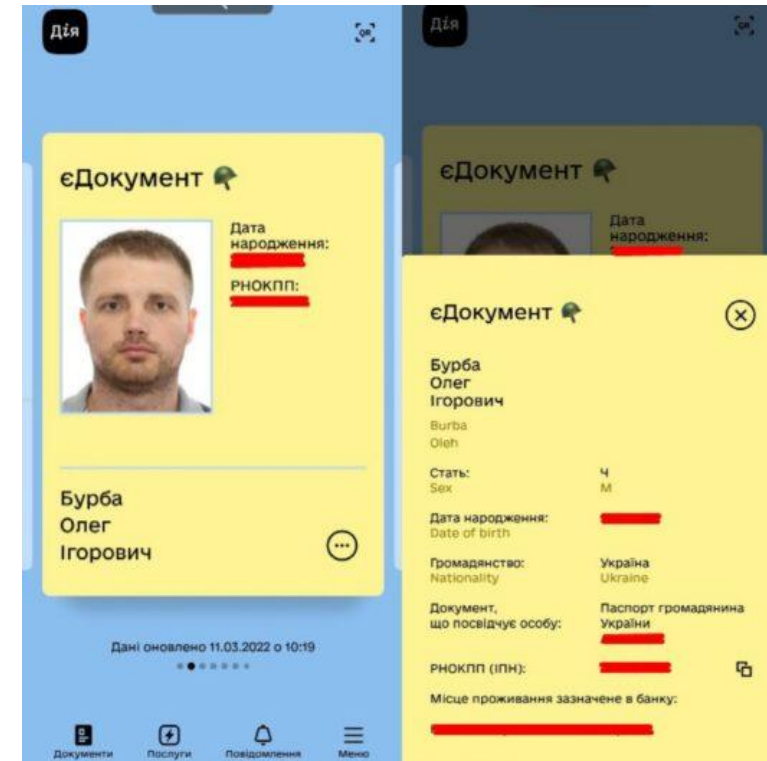 Дія
QR
єДокумент
Дата
народження:
РНОКПП:
Бурба
Олег
Ігорович
Дані оновлено 11.03.2022 о 10:19
Документи
Послуги
Повідомлення
Меню
Дія
QR
єДокумент
Дата
народження:
єДокумент
Бурба
Олег
Ігорович
Burba
Oleh
Стать: Ч
Sex M
Дата народження:
Date of birth
Громадянство: Україна
Nationality Ukraine
Документ, Паспорт громадянина
що посвідчує особу: України
РНОКПП (ІПН):
Місце проживання зазначене в банку: